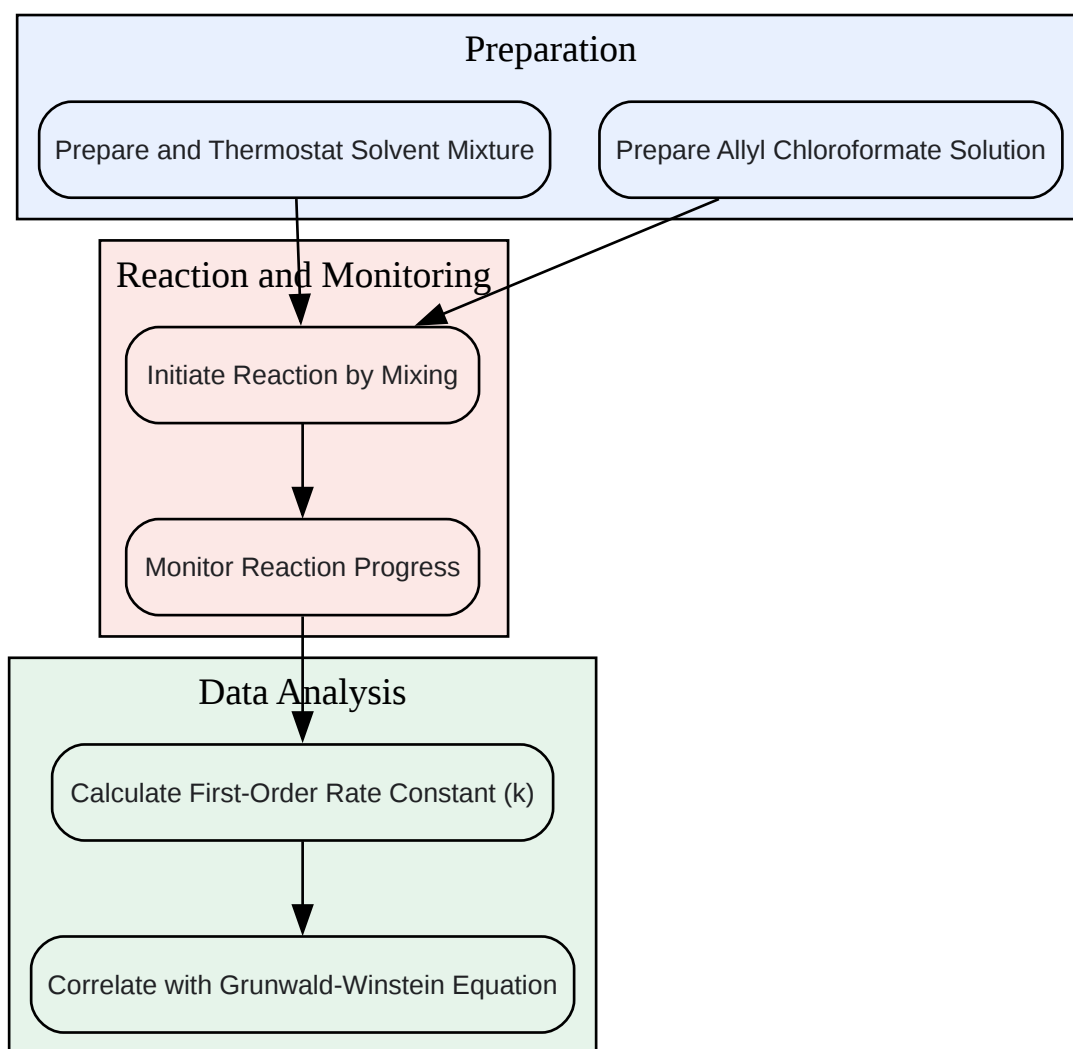 Preparation
Prepare and Thermostat Solvent Mixture
Prepare Allyl Chloroformate Solution
Reaction and Monitoring
Initiate Reaction by Mixing
Monitor Reaction Progress
Data Analysis
Calculate First-Order Rate Constant (k)
Correlate with Grunwald-Winstein Equation